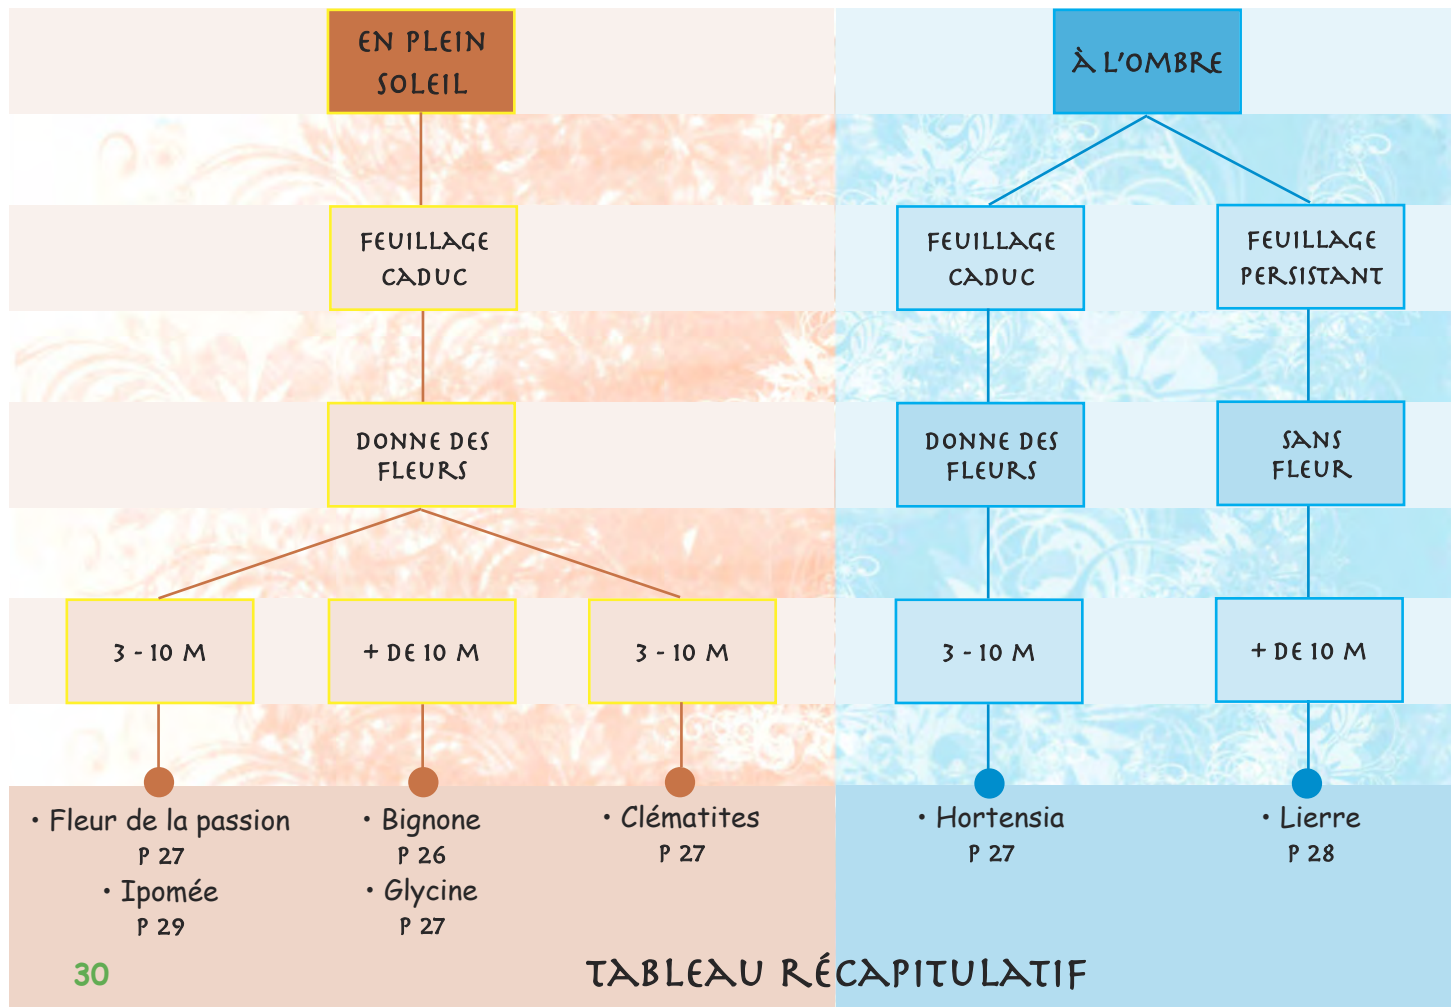 EN PLEIN
SOLEIL
À L'OMBRE
FEUILLAGE
CADUC
FEUILLAGE
CADUC
FEUILLAGE
PERSISTANT
DONNE DES
FLEURS
DONNE DES
FLEURS
SANS
FLEUR
3 - 10 M
+ DE 10 M
3 - 10 M
3 - 10 M
+ DE 10 M
• Fleur de la passion
P 27
• Ipomée
P 29
• Bignone
P 26
• Glycine
P 27
• Clématites
P 27
• Hortensia
P 27
• Lierre
P 28
30
TABLEAU RÉCAPITULATIF